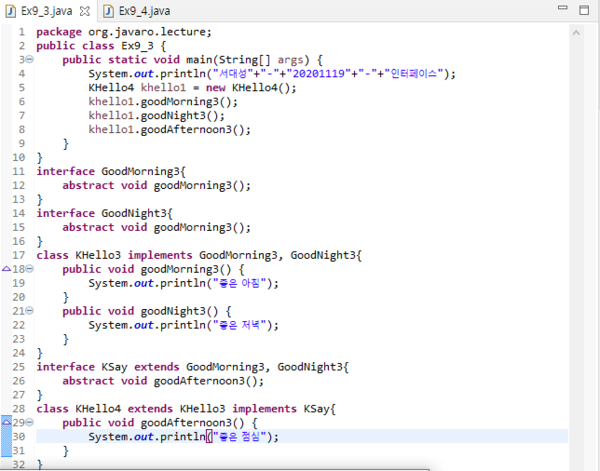 Ex9_3.java Ex9_4.java
1 package org.javaro.lecture;
2 public class Ex9_3 {
3 public static void main(String[] args) {
4 System.out.println("서대성"+"-"+"20201119"+"-"+"인터페이스");
5 KHello4 khello1 = new KHello4();
6 khello1.goodMorning3();
7 khello1.goodNight3();
8 khello1.goodAfternoon3();
9 }
10 }
11 interface GoodMorning3{
12 abstract void goodMorning3();
13 }
14 interface GoodNight3{
15 abstract void goodMorning3();
16 }
17 class KHello3 implements GoodMorning3, GoodNight3{
18 public void goodMorning3() {
19 System.out.println("좋은 아침");
20 }
21 public void goodNight3() {
22 System.out.println("좋은 저녁");
23 }
24 }
25 interface KSay extends GoodMorning3, GoodNight3{
26 abstract void goodAfternoon3();
27 }
28 class KHello4 extends KHello3 implements KSay{
29 public void goodAfternoon3() {
30 System.out.println("좋은 점심");
31 }
32 }